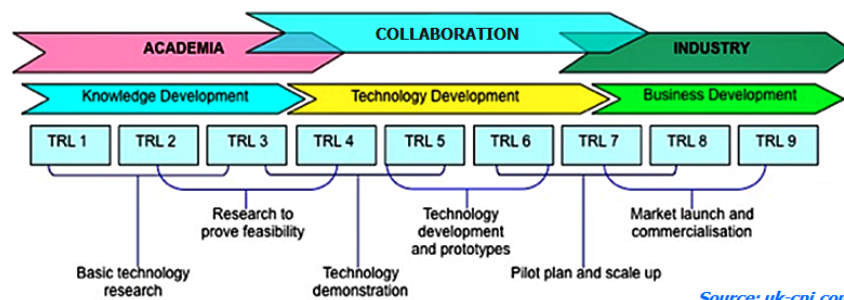 ACADEMIA
COLLABORATION
INDUSTRY
Knowledge Development
Technology Development
Business Development
TRL 1
TRL 2
TRL 3
TRL 4
TRL 5
TRL 6
TRL 7
TRL 8
TRL 9
Research to
prove feasibility
Technology
development
and prototypes
Market launch and
commercialisation
Basic technology
research
Technology
demonstration
Pilot plan and scale up
Source: